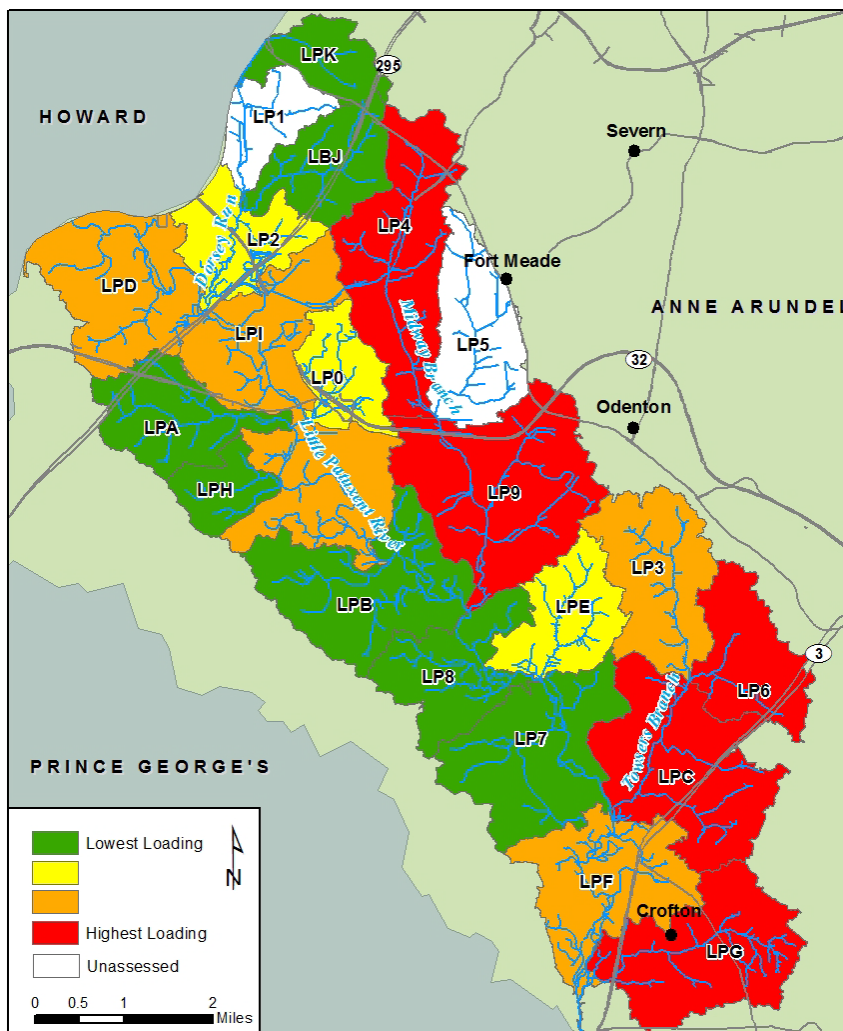 LPK
295
HOWARD
LP1
Severn
LBJ
Dorsey Run
LP4
LP2
Fort Meade
LPD
ANNE ARUNDEL
Midway Branch
LPI
LP5
32
LP0
Odenton
LPA
Little Patuxent River
LPH
LP9
LP3
LPB
LPE
3
LP8
LP6
Towsers Branch
LP7
PRINCE GEORGE'S
LPC
Lowest Loading
N
LPF
Crofton
Highest Loading
LPG
Unassessed
0 0.5 1 2
Miles